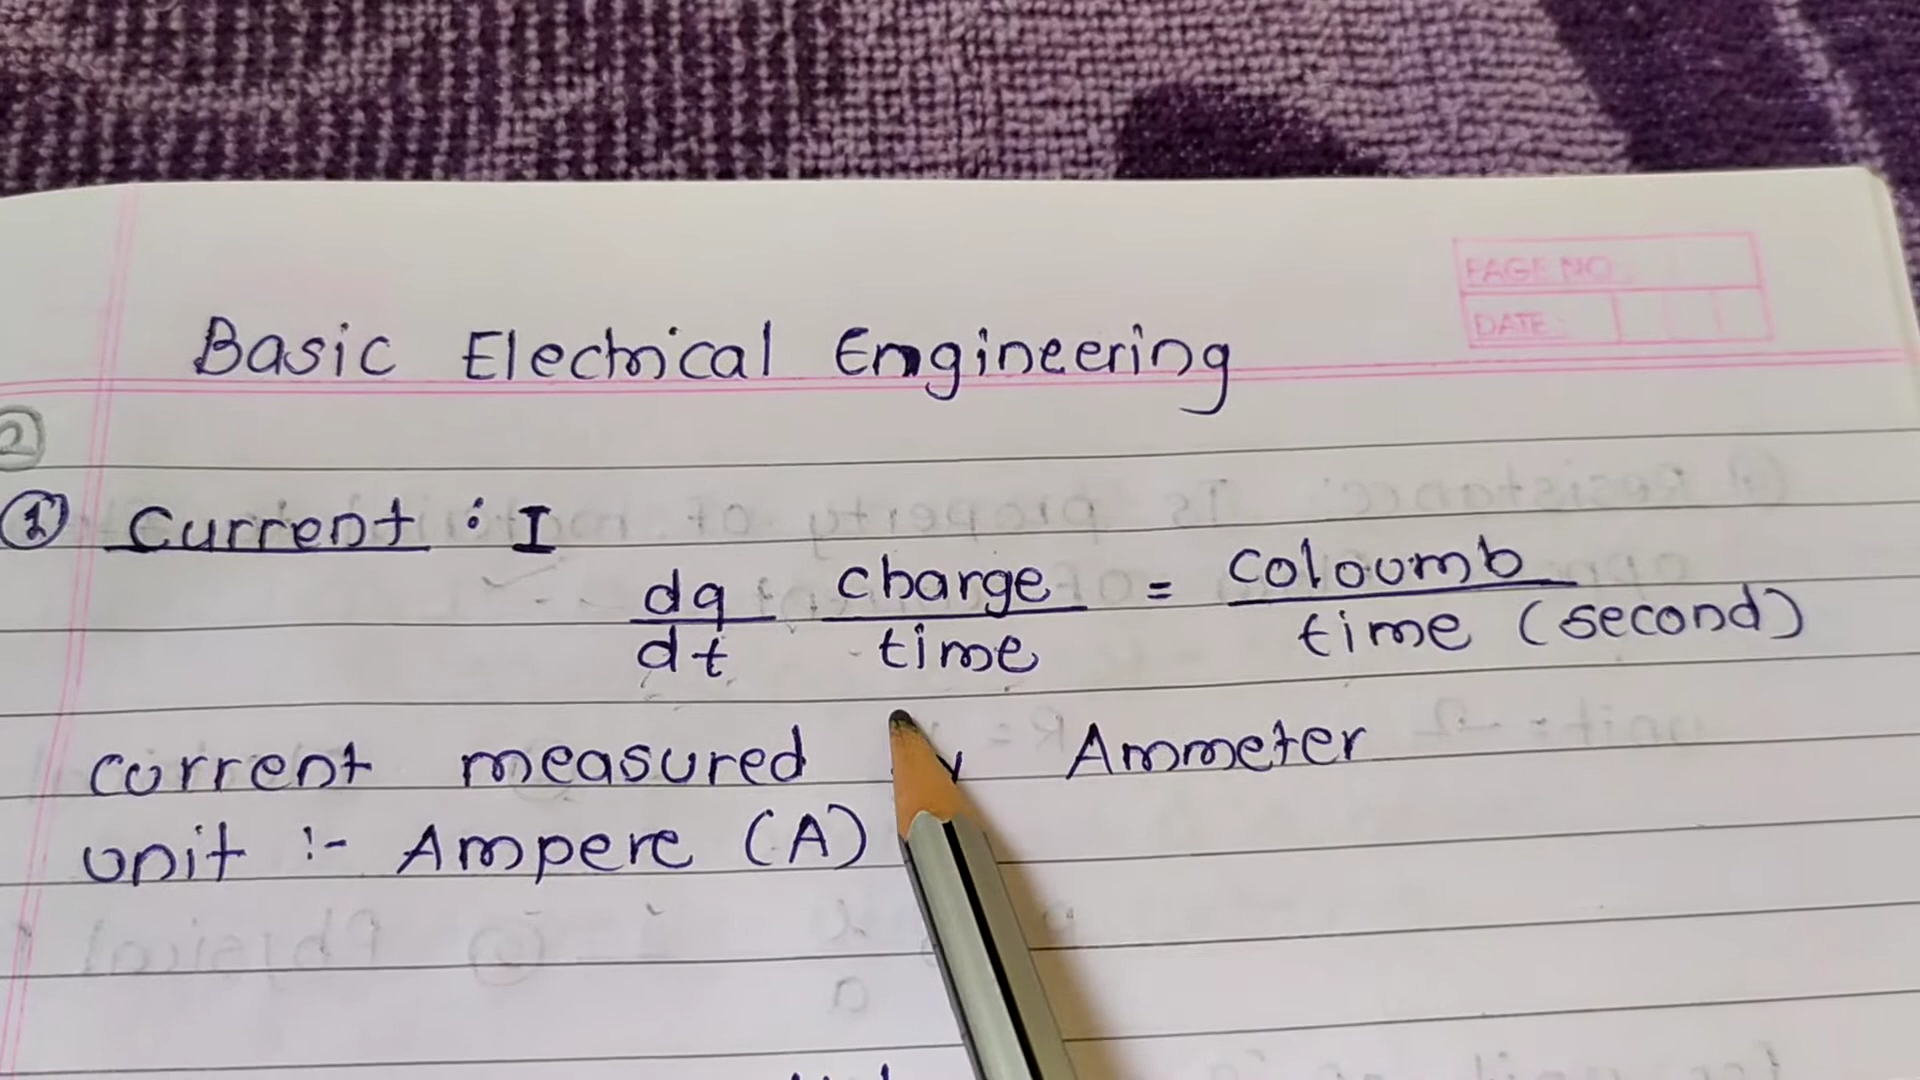 PAGE NO.
DATE:
Basic Electrical Engineering
②
① Current : I
dq/dt charge/time = Coloumb/time (second)
current measured Ammeter
unit :- Ampere (A)